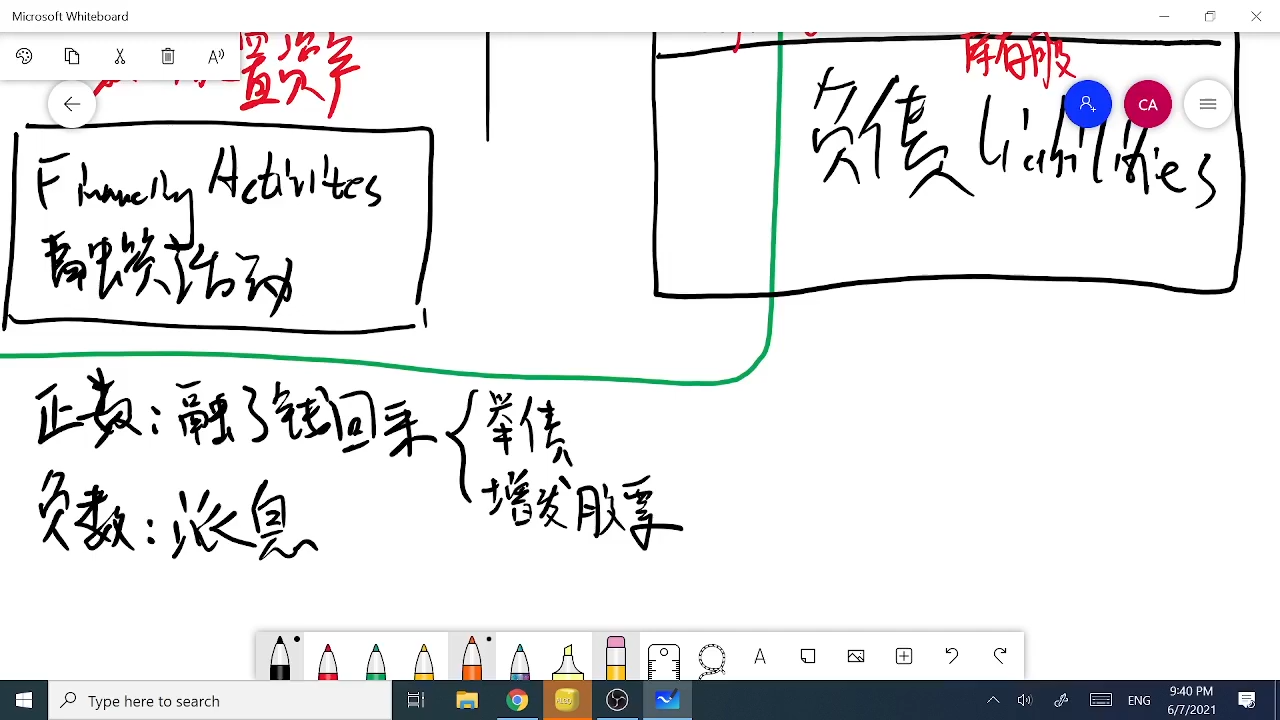 Microsoft Whiteboard
置资产
库存股
CA
负债 Liabilities
Financing Activites
融资活动
正数：融了钱回来 { 举债
增发股票
负数：派息
Type here to search
ENG
9:40 PM
6/7/2021